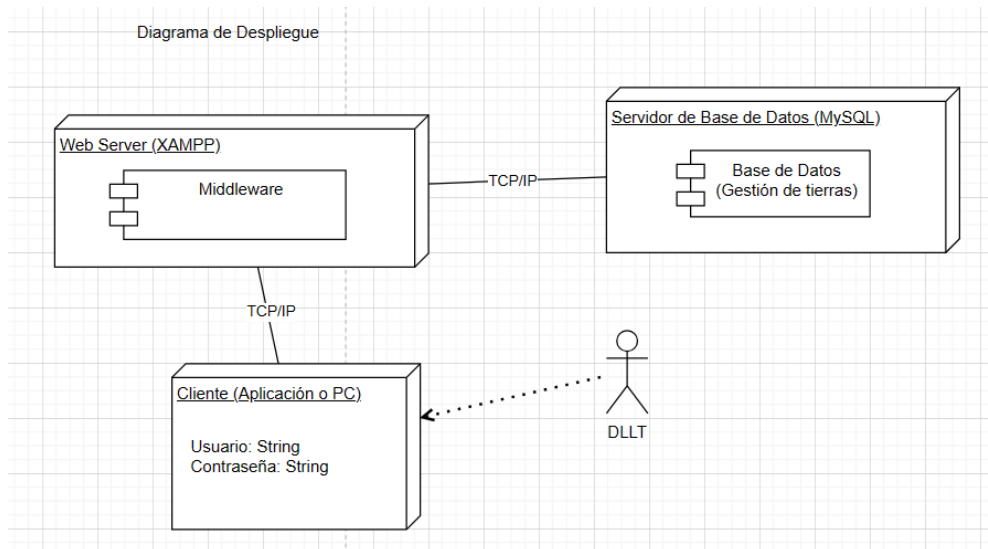 Diagrama de Despliegue
Web Server (XAMPP)
Middleware
TCP/IP
Servidor de Base de Datos (MySQL)
Base de Datos
(Gestión de tierras)
TCP/IP
Cliente (Aplicación o PC)
Usuario: String
Contraseña: String
DLLT